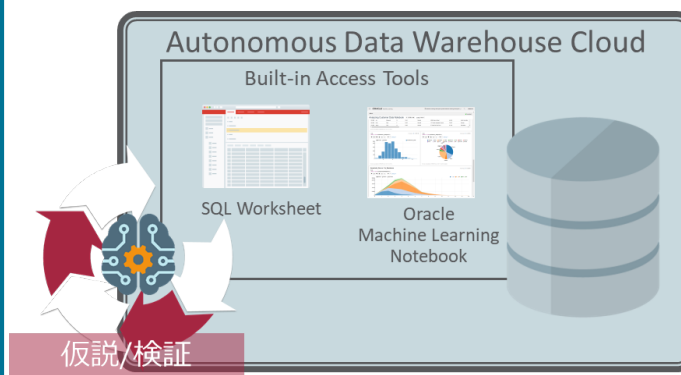 Autonomous Data Warehouse Cloud
Built-in Access Tools
SQL Worksheet
Oracle
Machine Learning
Notebook
仮説/検証